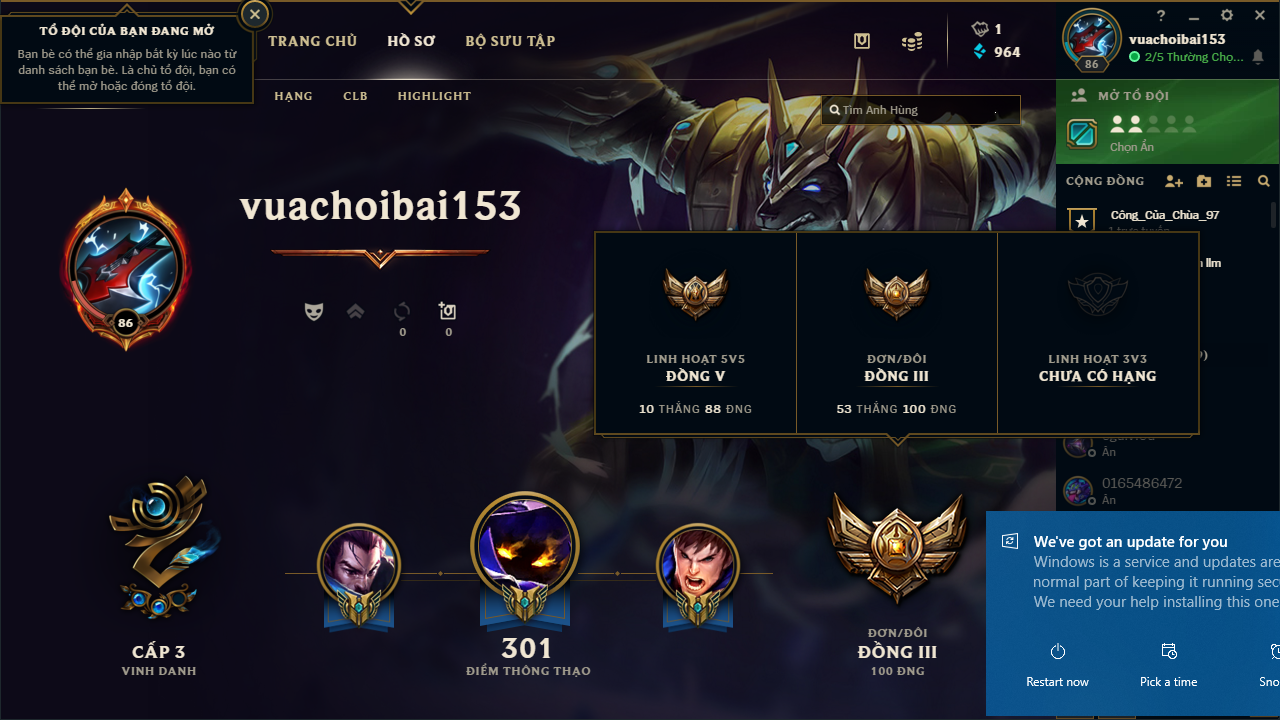 TỔ ĐỘI CỦA BẠN ĐANG MỞ
Bạn bè có thể gia nhập bất kỳ lúc nào từ
danh sách bạn bè. Là chủ tổ đội, bạn có
thể mở hoặc đóng tổ đội.
TRANG CHỦ
HỒ SƠ
BỘ SƯU TẬP
1
964
?
vuachoibai153
86
2/5 Thường Chọ...
HẠNG
CLB
HIGHLIGHT
Tìm Anh Hùng
MỞ TỔ ĐỘI
Chọn Ẩn
CỘNG ĐỒNG
Công_Của_Chùa_97
1 trực tuyến
llm
vuachoibai153
86
0
0
LINH HOẠT 5V5
ĐỒNG V
10 THẮNG 88 ĐNG
ĐƠN/ĐÔI
ĐỒNG III
53 THẮNG 100 ĐNG
LINH HOẠT 3V3
CHƯA CÓ HẠNG
Ẩn
0165486472
Ẩn
CẤP 3
VINH DANH
301
ĐIỂM THÔNG THẠO
ĐƠN/ĐÔI
ĐỒNG III
100 ĐNG
We've got an update for you
Windows is a service and updates are
normal part of keeping it running sec
We need your help installing this one
Restart now
Pick a time
Sno